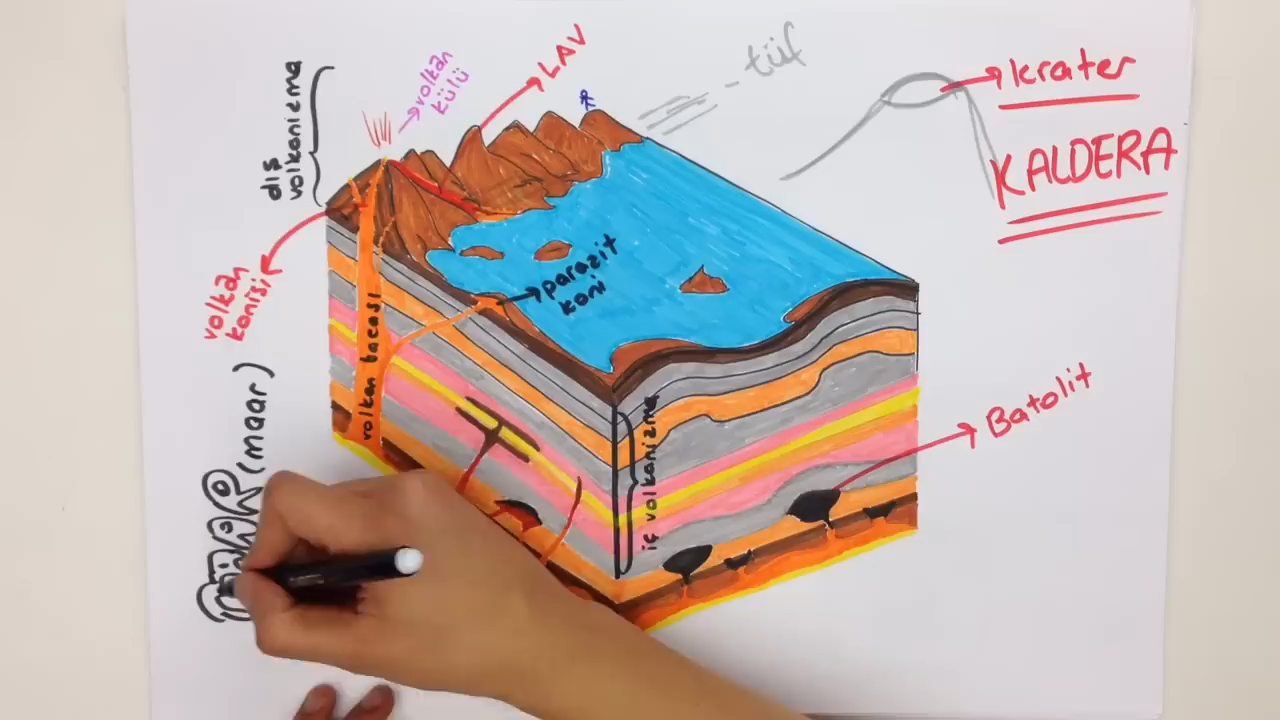 dış
volkanizma
volkan
külü
LAV
tüf
krater
KALDERA
volkan
konisi
volkan bacası
parazit
koni
(maar)
iç volkanizma
Batolit